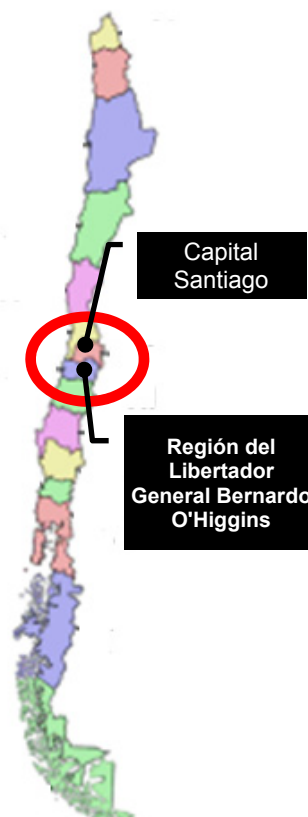 Capital
Santiago
Región del
Libertador
General Bernardo
O'Higgins